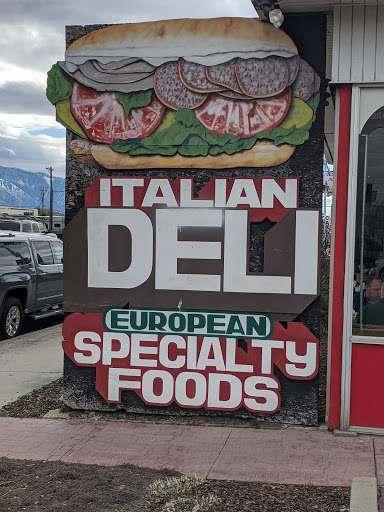 ITALIAN
DELI
EUROPEAN
SPECIALTY
FOODS